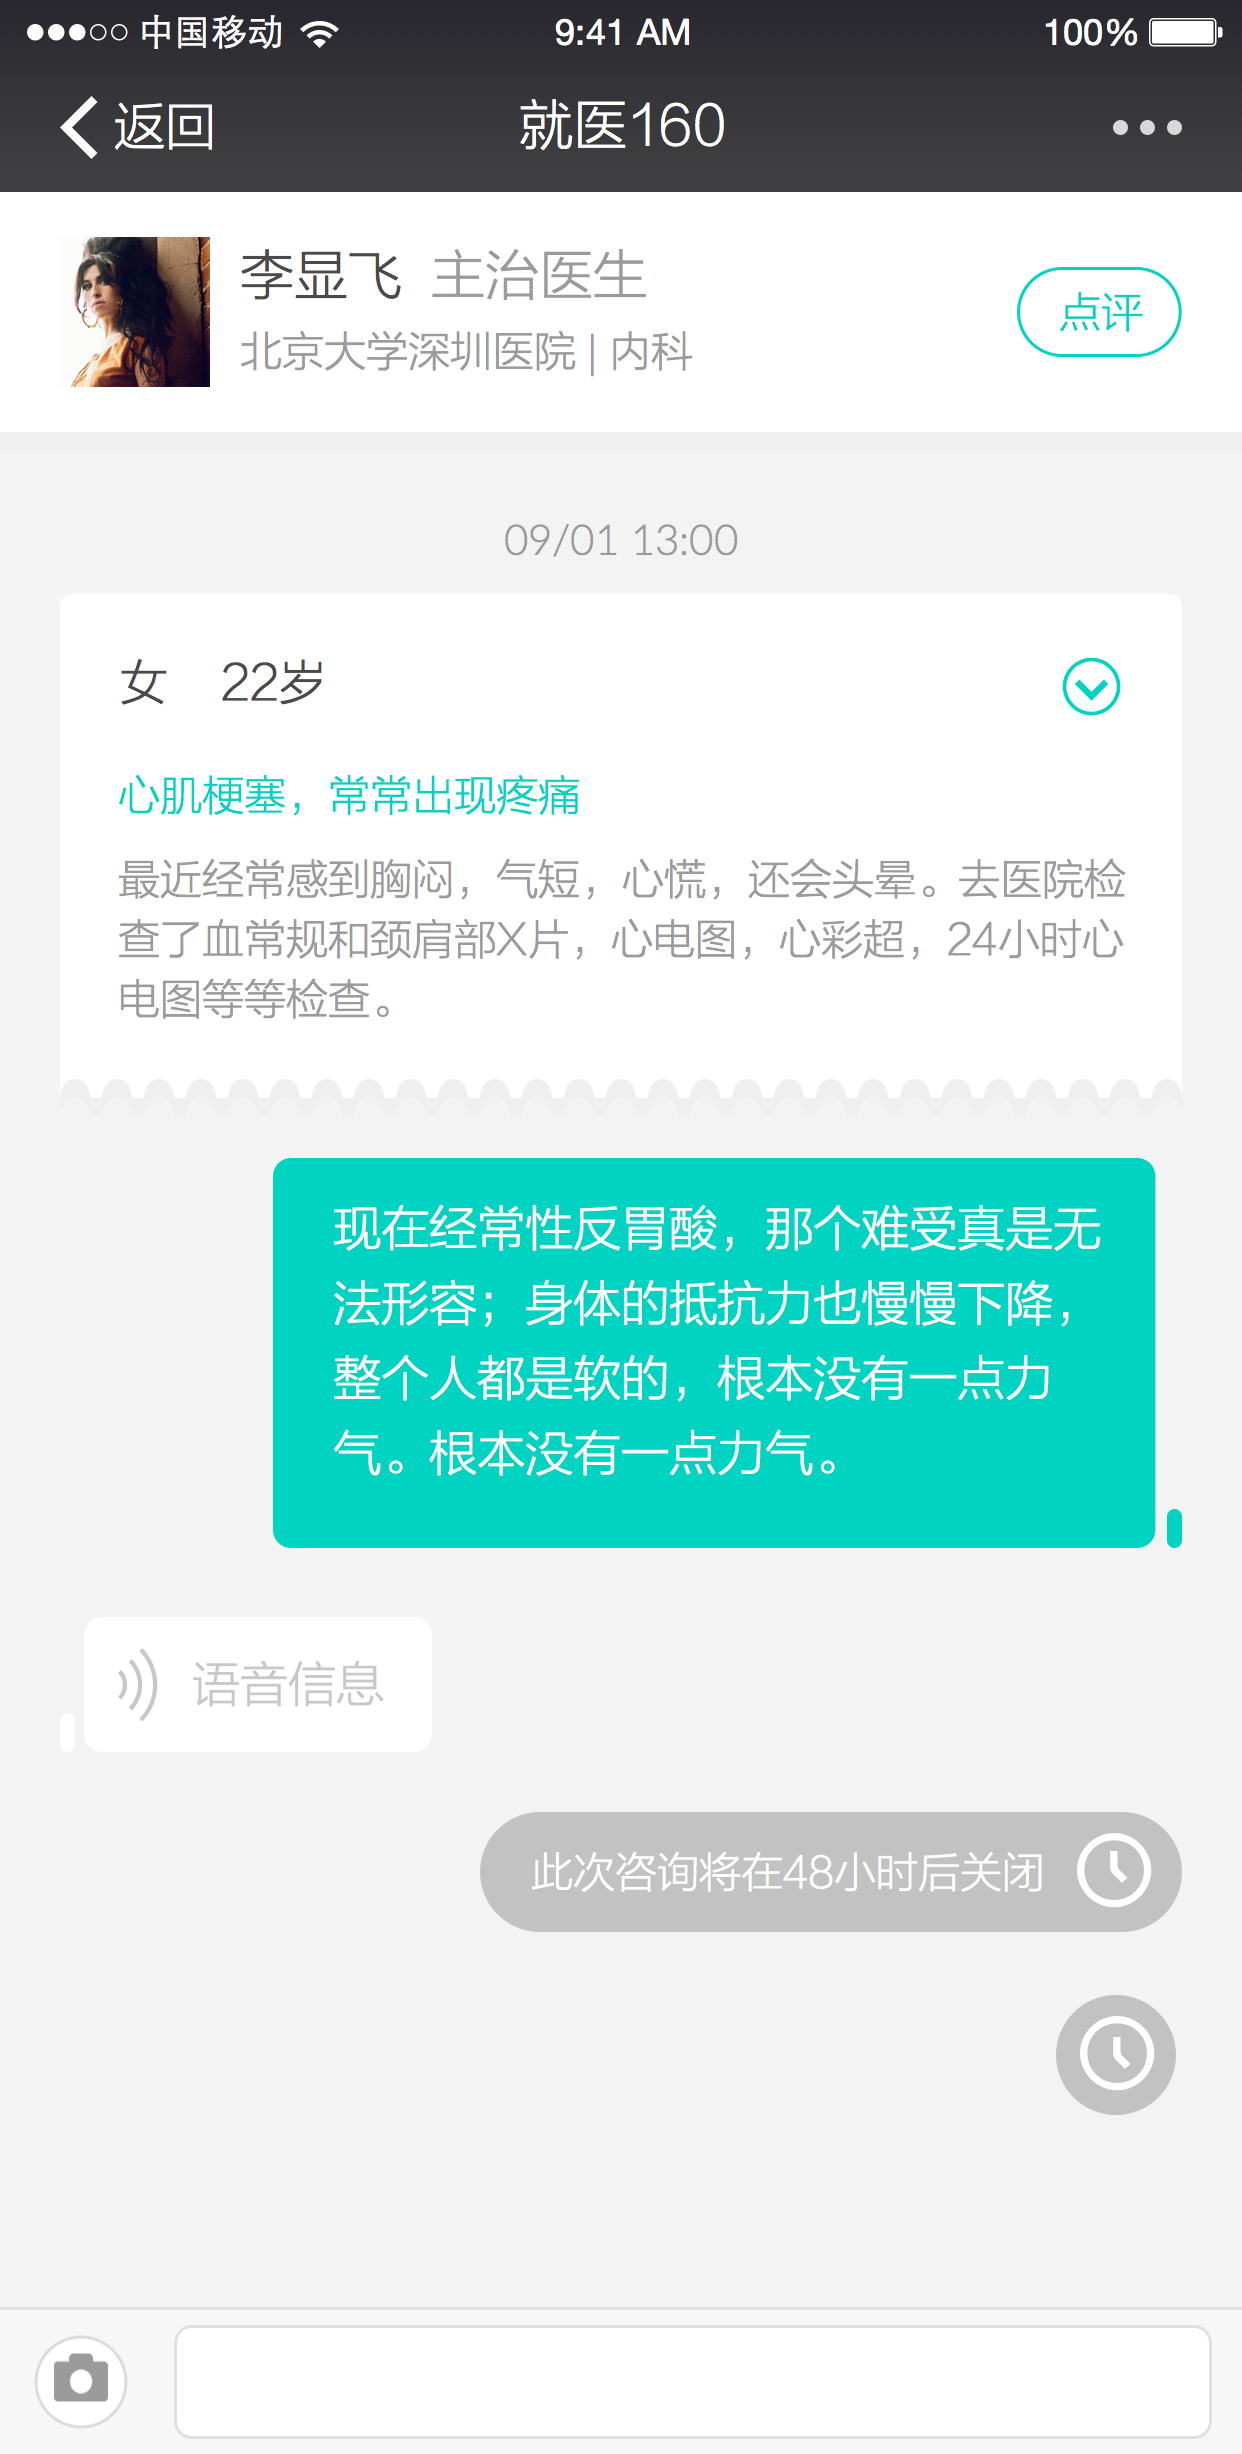 中国移动 9:41 AM 100%
返回 就医160
李显飞 主治医生
北京大学深圳医院 | 内科
点评
09/01 13:00
女 22岁
心肌梗塞，常常出现疼痛
最近经常感到胸闷，气短，心慌，还会头晕。去医院检
查了血常规和颈肩部X片，心电图，心彩超，24小时心
电图等等检查。
现在经常性反胃酸，那个难受真是无
法形容；身体的抵抗力也慢慢下降，
整个人都是软的，根本没有一点力
气。根本没有一点力气。
语音信息
此次咨询将在48小时后关闭